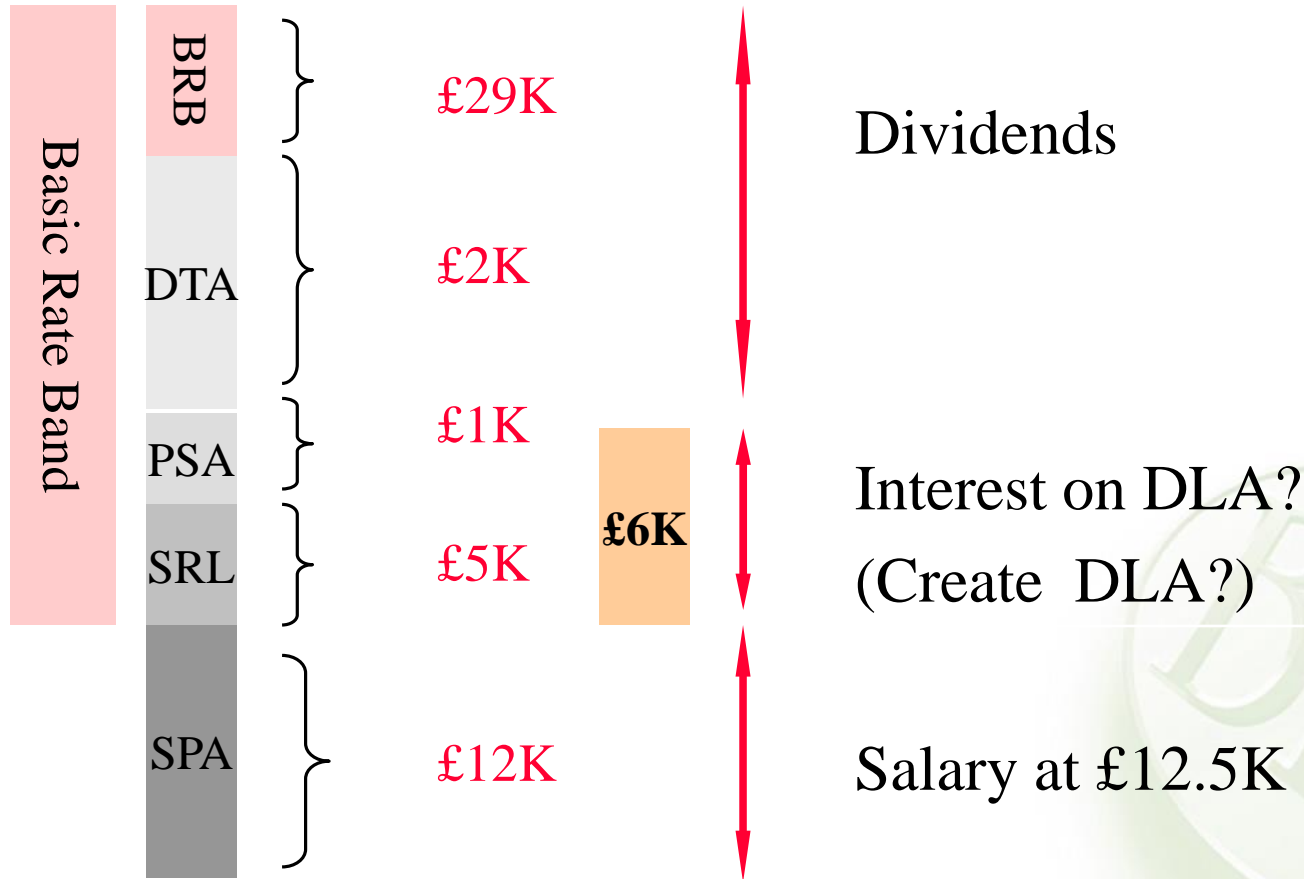 Basic Rate Band
BRB
£29K
Dividends
DTA
£2K
PSA
£1K
SRL
£5K
£6K
Interest on DLA?
(Create DLA?)
SPA
£12K
Salary at £12.5K